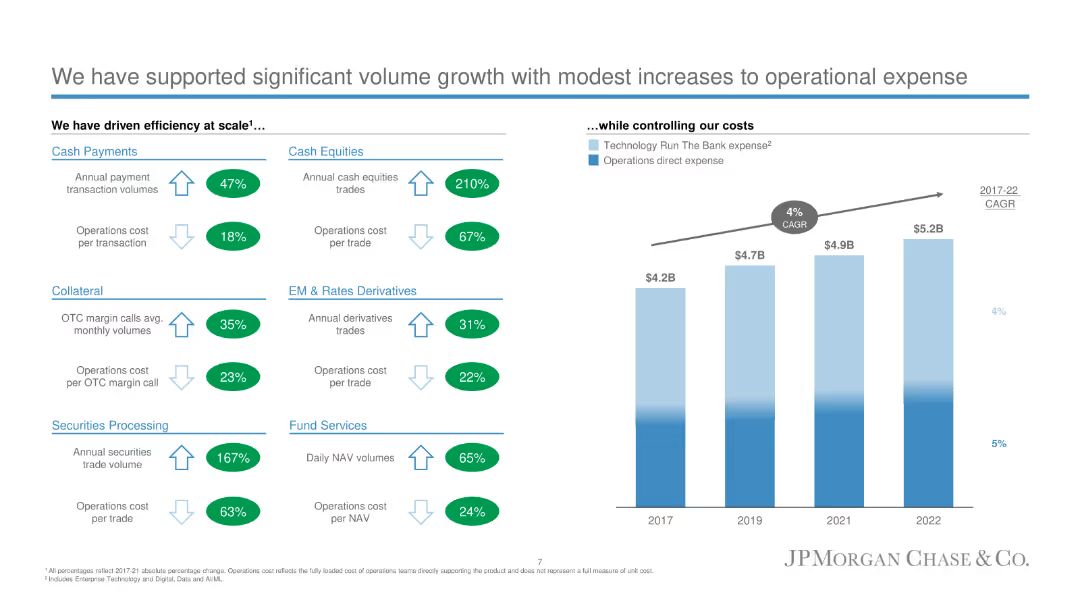 We have supported significant volume growth with modest increases to operational expense
We have driven efficiency at scale¹…
Cash Payments
Annual payment
transaction volumes
47%
Operations cost
per transaction
18%
Cash Equities
Annual cash equities
trades
210%
Operations cost
per trade
67%
Collateral
OTC margin calls avg.
monthly volumes
35%
Operations cost
per OTC margin call
23%
EM & Rates Derivatives
Annual derivatives
trades
31%
Operations cost
per trade
22%
Securities Processing
Annual securities
trade volume
167%
Operations cost
per trade
63%
Fund Services
Daily NAV volumes
65%
Operations cost
per NAV
24%
…while controlling our costs
Technology Run The Bank expense²
Operations direct expense
2017-22
CAGR
4%
CAGR
$4.2B
$4.7B
$4.9B
$5.2B
4%
5%
2017
2019
2021
2022
7
¹ All percentages reflect 2017-21 absolute percentage change. Operations cost reflects the fully loaded cost of operations teams directly supporting the product and does not represent a full measure of unit cost.
² Includes Enterprise Technology and Digital, Data and AI/ML
JPMORGAN CHASE & CO.